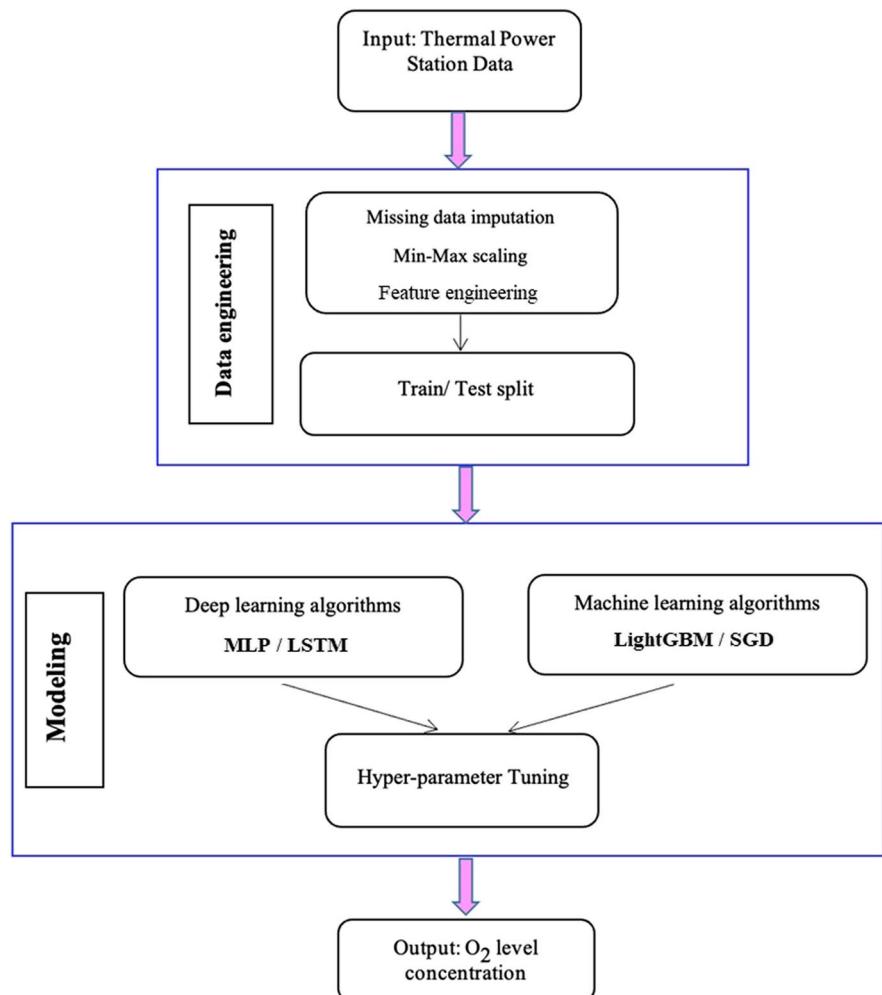 Input: Thermal Power
Station Data
Data engineering
Missing data imputation
Min-Max scaling
Feature engineering
Train/ Test split
Modeling
Deep learning algorithms
MLP / LSTM
Machine learning algorithms
LightGBM / SGD
Hyper-parameter Tuning
Output: O₂ level
concentration